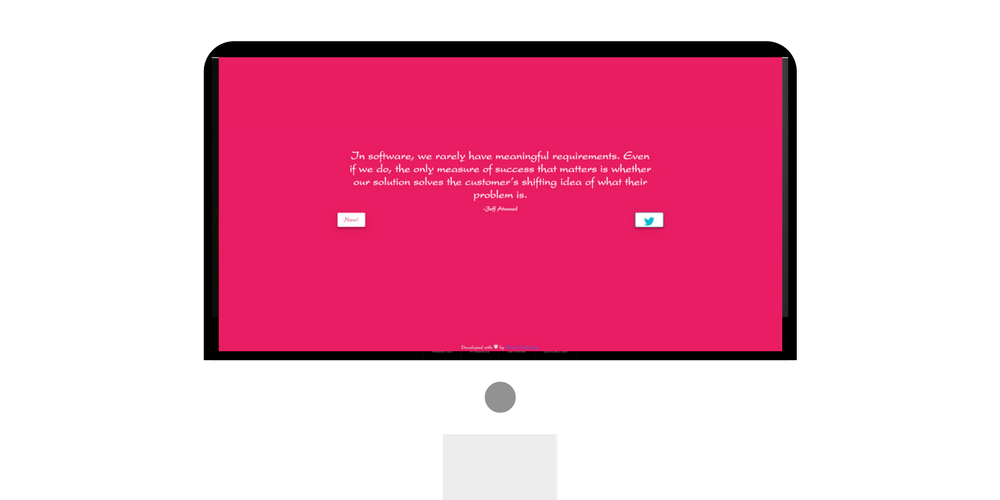 In software, we rarely have meaningful requirements. Even
if we do, the only measure of success that matters is whether
our solution solves the customer's shifting idea of what their
problem is.
-Jeff Atwood
New!
Developed with ♥ by